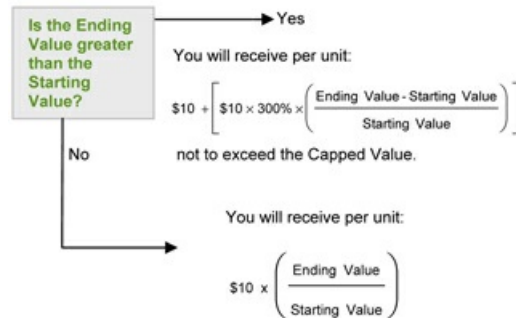 Is the Ending
Value greater
than the
Starting
Value?
Yes
You will receive per unit:
$10 + [ $10 × 300% × ( Ending Value - Starting Value
Starting Value ) ]
No
not to exceed the Capped Value.
You will receive per unit:
$10 x ( Ending Value
Starting Value )